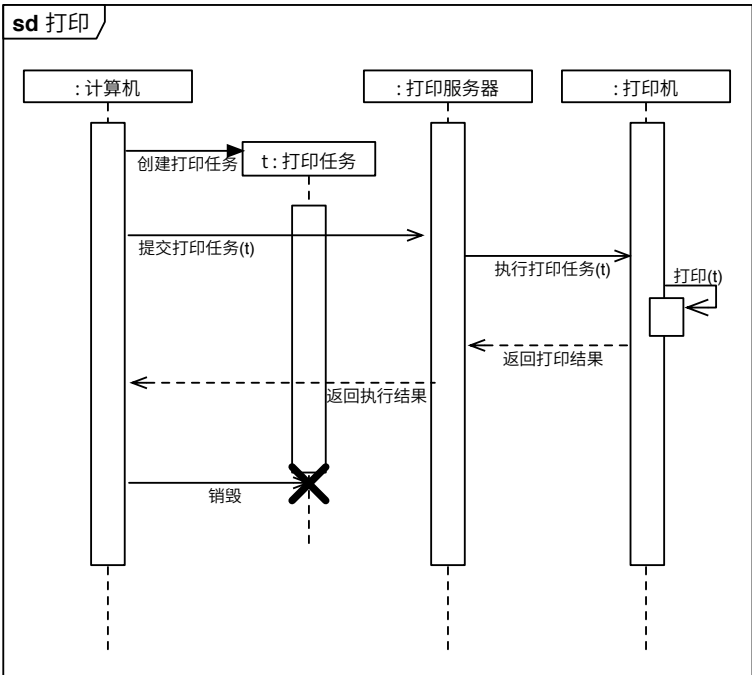 sd 打印
: 计算机
: 打印服务器
: 打印机
创建打印任务
t : 打印任务
提交打印任务(t)
执行打印任务(t)
打印(t)
返回打印结果
返回执行结果
销毁